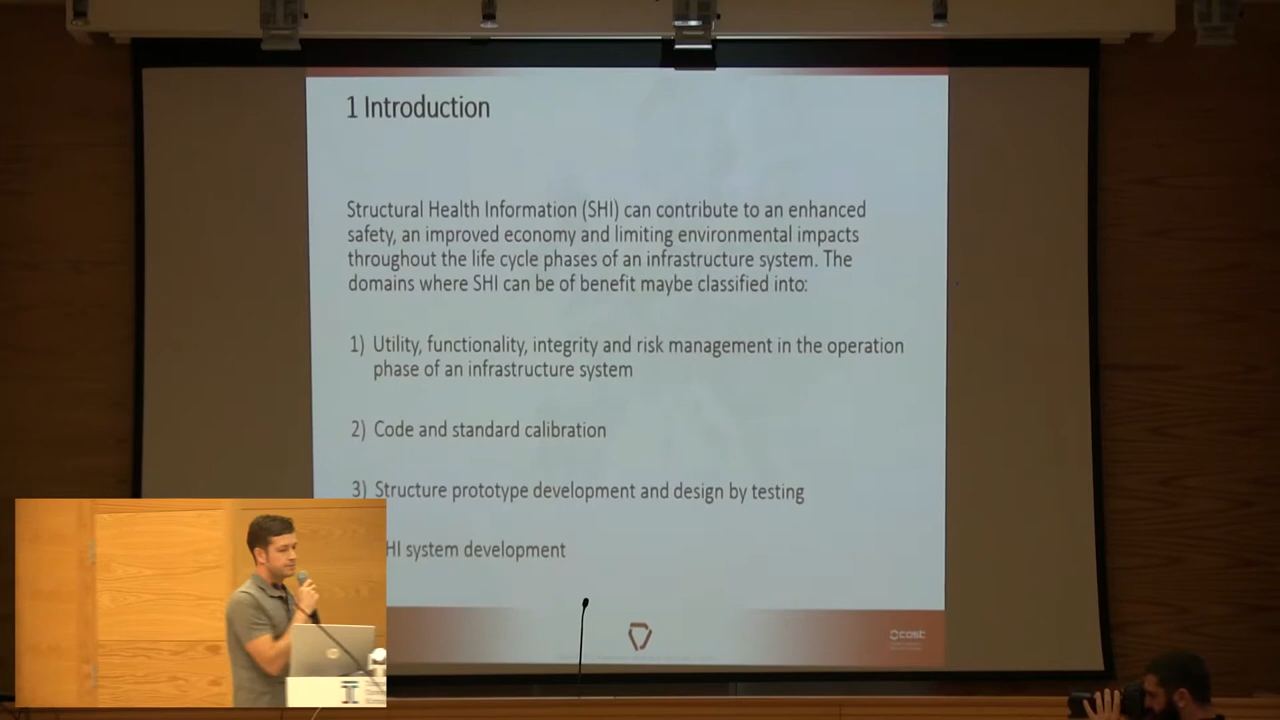 1 Introduction
Structural Health Information (SHI) can contribute to an enhanced
safety, an improved economy and limiting environmental impacts
throughout the life cycle phases of an infrastructure system. The
domains where SHI can be of benefit maybe classified into:
1) Utility, functionality, integrity and risk management in the operation
phase of an infrastructure system
2) Code and standard calibration
3) Structure prototype development and design by testing
HI system development
cost